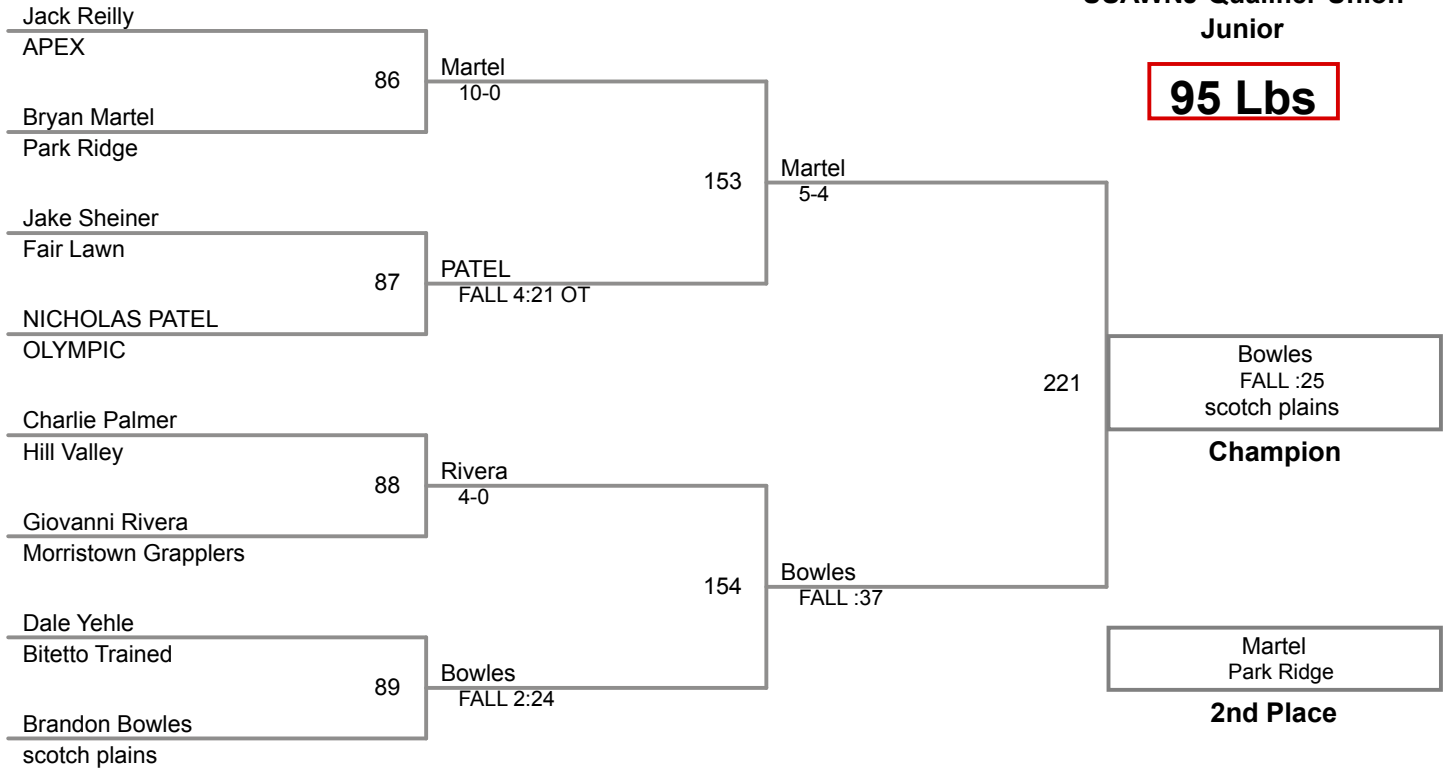 Junior
95 Lbs
Jack Reilly
APEX
86
Bryan Martel
Park Ridge
Jake Sheiner
Fair Lawn
87
NICHOLAS PATEL
OLYMPIC
Charlie Palmer
Hill Valley
88
Giovanni Rivera
Morristown Grapplers
Dale Yehle
Bitetto Trained
89
Brandon Bowles
scotch plains
Martel
10-0
153
PATEL
FALL 4:21 OT
Rivera
4-0
154
Bowles
FALL 2:24
Martel
5-4
221
Bowles
FALL :37
Bowles
FALL :25
scotch plains
Champion
Martel
Park Ridge
2nd Place